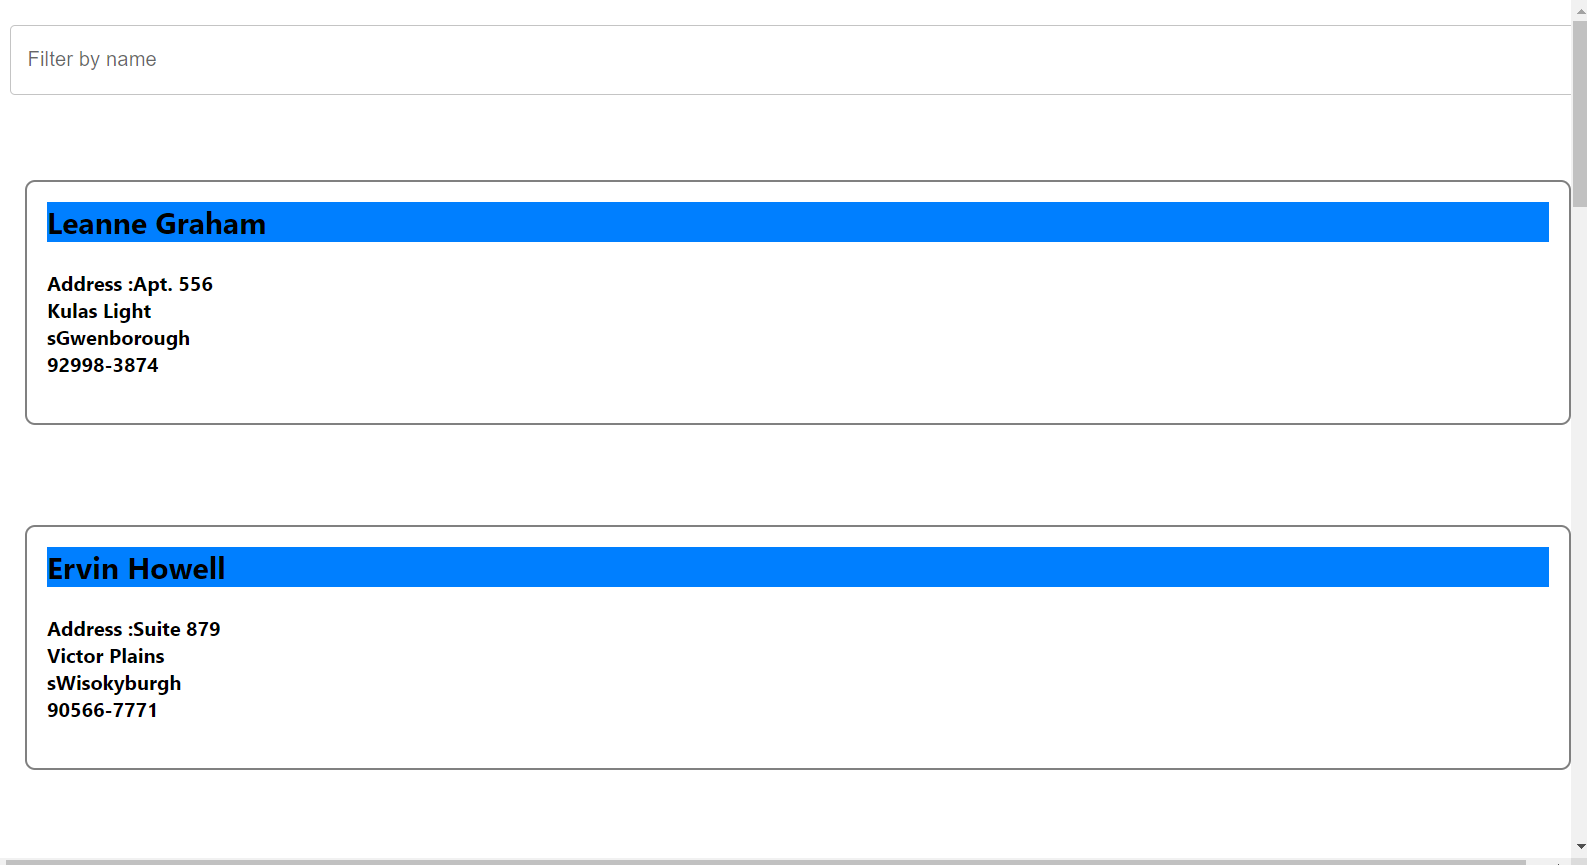 Filter by name
Leanne Graham
Address :Apt. 556
Kulas Light
sGwenborough
92998-3874
Ervin Howell
Address :Suite 879
Victor Plains
sWisokyburgh
90566-7771